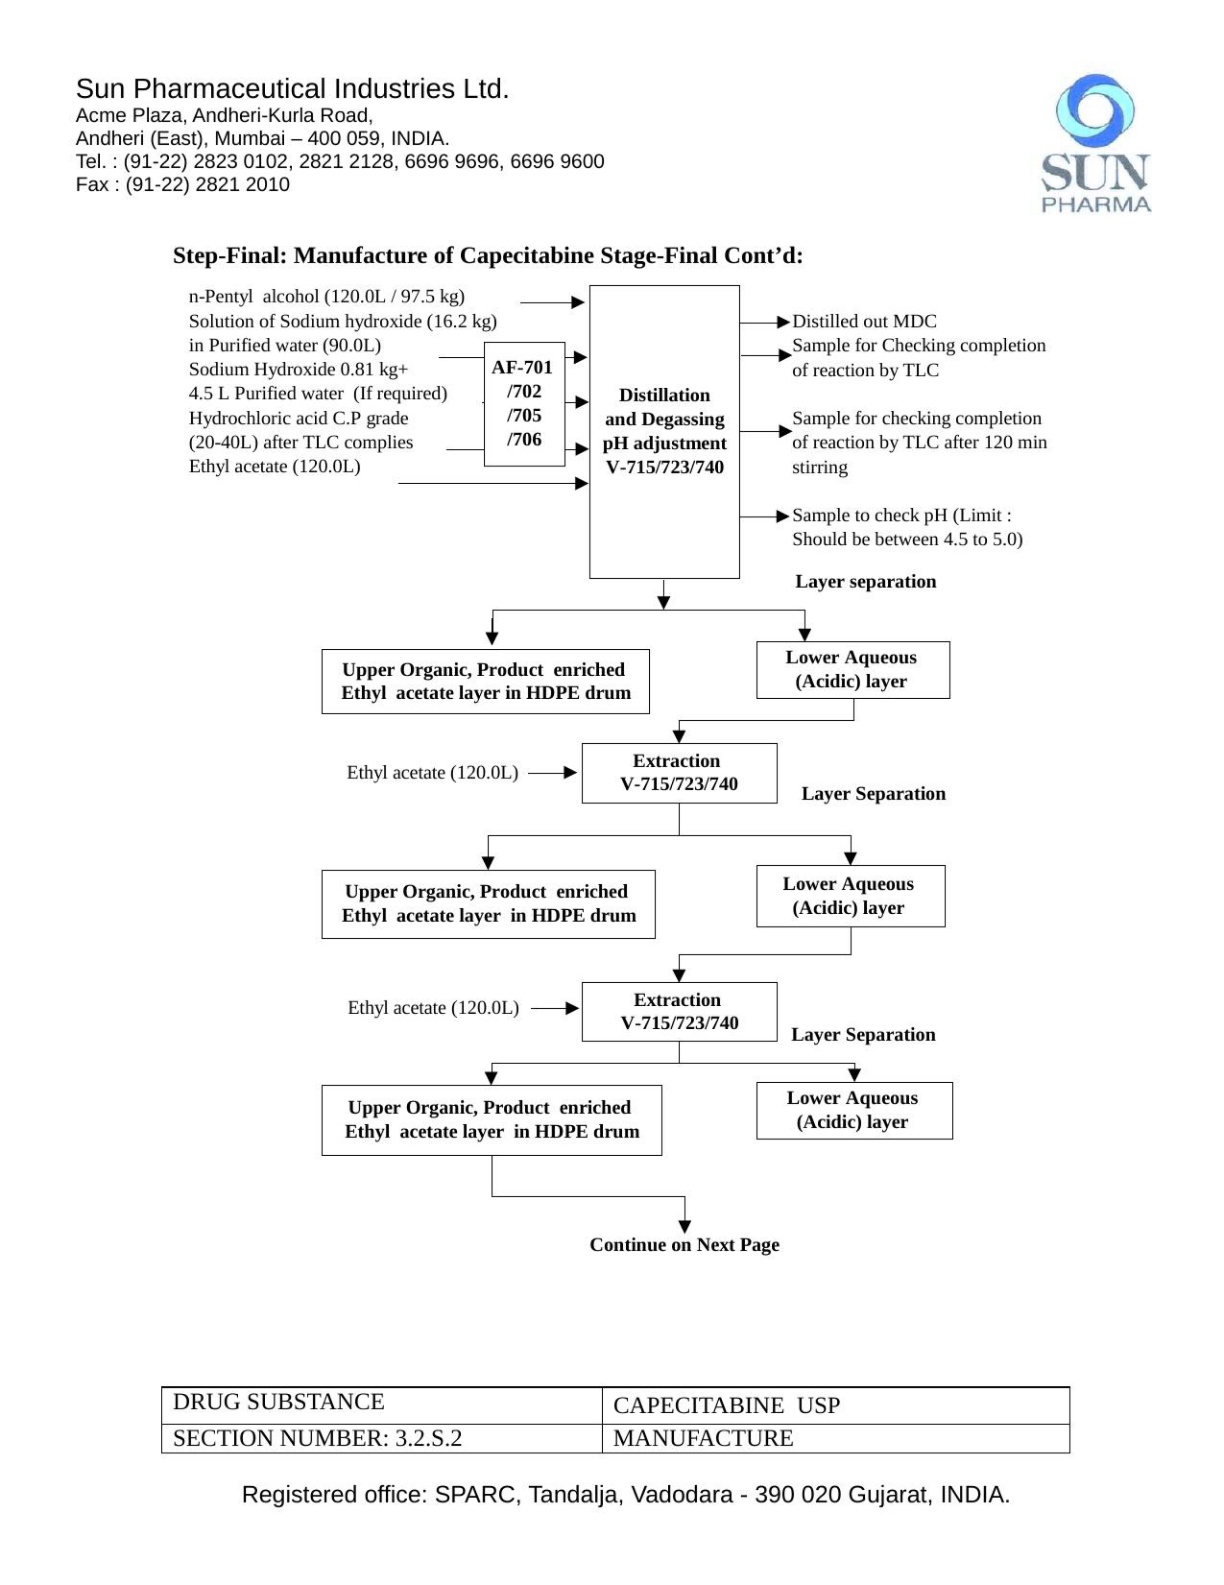 Sun Pharmaceutical Industries Ltd.
Acme Plaza, Andheri-Kurla Road,
Andheri (East), Mumbai – 400 059, INDIA.
Tel. : (91-22) 2823 0102, 2821 2128, 6696 9696, 6696 9600
Fax : (91-22) 2821 2010
SUN
PHARMA
Step-Final: Manufacture of Capecitabine Stage-Final Cont’d:
n-Pentyl alcohol (120.0L / 97.5 kg)
Solution of Sodium hydroxide (16.2 kg)
in Purified water (90.0L)
Sodium Hydroxide 0.81 kg+
4.5 L Purified water (If required)
Hydrochloric acid C.P grade
(20-40L) after TLC complies
Ethyl acetate (120.0L)
AF-701
/702
/705
/706
Distillation
and Degassing
pH adjustment
V-715/723/740
Distilled out MDC
Sample for Checking completion
of reaction by TLC
Sample for checking completion
of reaction by TLC after 120 min
stirring
Sample to check pH (Limit :
Should be between 4.5 to 5.0)
Layer separation
Upper Organic, Product enriched
Ethyl acetate layer in HDPE drum
Lower Aqueous
(Acidic) layer
Ethyl acetate (120.0L)
Extraction
V-715/723/740
Layer Separation
Upper Organic, Product enriched
Ethyl acetate layer in HDPE drum
Lower Aqueous
(Acidic) layer
Ethyl acetate (120.0L)
Extraction
V-715/723/740
Layer Separation
Upper Organic, Product enriched
Ethyl acetate layer in HDPE drum
Lower Aqueous
(Acidic) layer
Continue on Next Page
DRUG SUBSTANCE
CAPECITABINE USP
SECTION NUMBER: 3.2.S.2
MANUFACTURE
Registered office: SPARC, Tandalja, Vadodara - 390 020 Gujarat, INDIA.